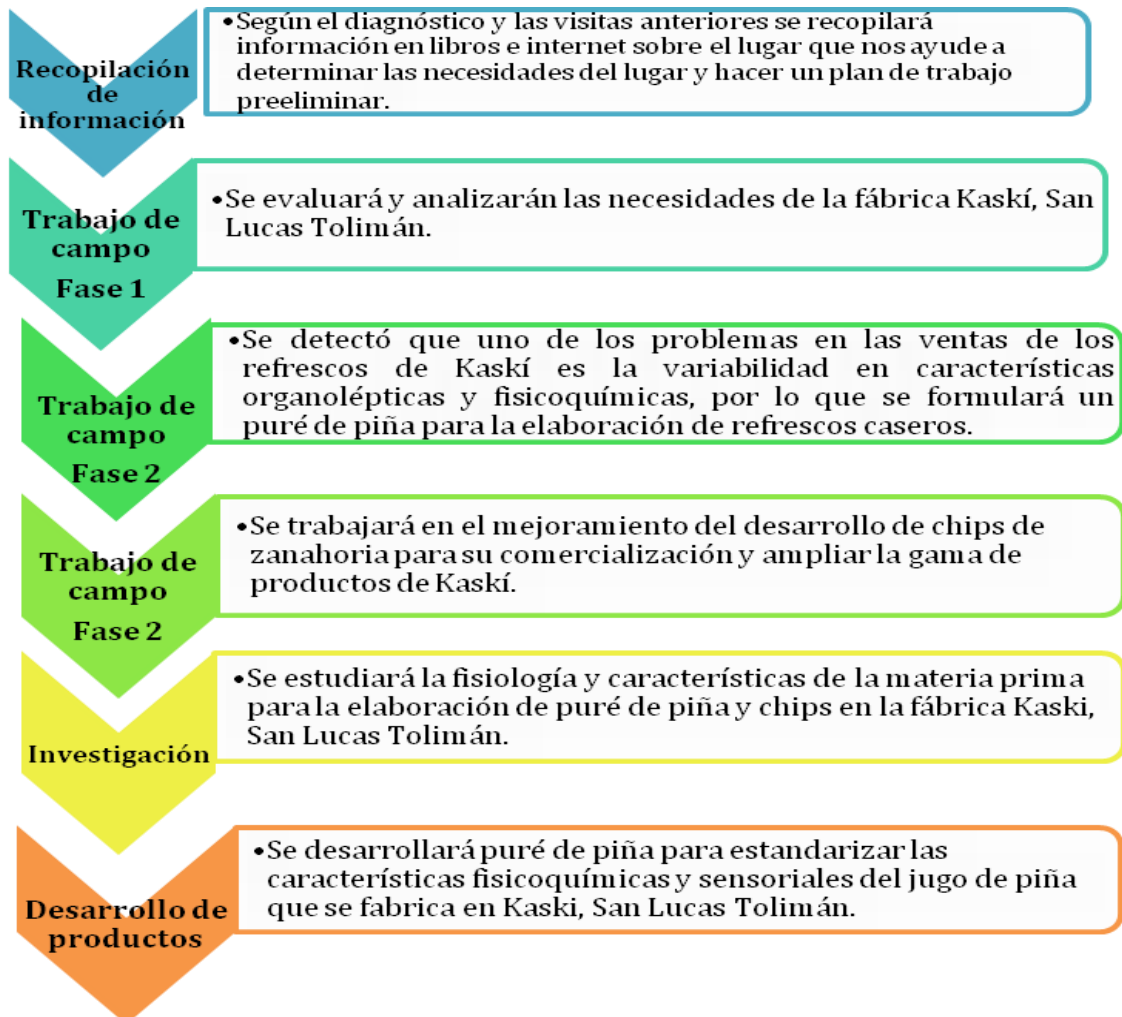 Recopilación
de
información
•Según el diagnóstico y las visitas anteriores se recopilará
información en libros e internet sobre el lugar que nos ayude a
determinar las necesidades del lugar y hacer un plan de trabajo
preeliminar.
Trabajo de
campo
Fase 1
•Se evaluará y analizarán las necesidades de la fábrica Kaskí, San
Lucas Tolimán.
Trabajo de
campo
Fase 2
•Se detectó que uno de los problemas en las ventas de los
refrescos de Kaskí es la variabilidad en características
organolépticas y fisicoquímicas, por lo que se formulará un
puré de piña para la elaboración de refrescos caseros.
Trabajo de
campo
Fase 2
•Se trabajará en el mejoramiento del desarrollo de chips de
zanahoria para su comercialización y ampliar la gama de
productos de Kaskí.
Investigación
•Se estudiará la fisiología y características de la materia prima
para la elaboración de puré de piña y chips en la fábrica Kaski,
San Lucas Tolimán.
Desarrollo de
productos
•Se desarrollará puré de piña para estandarizar las
características fisicoquímicas y sensoriales del jugo de piña
que se fabrica en Kaski, San Lucas Tolimán.